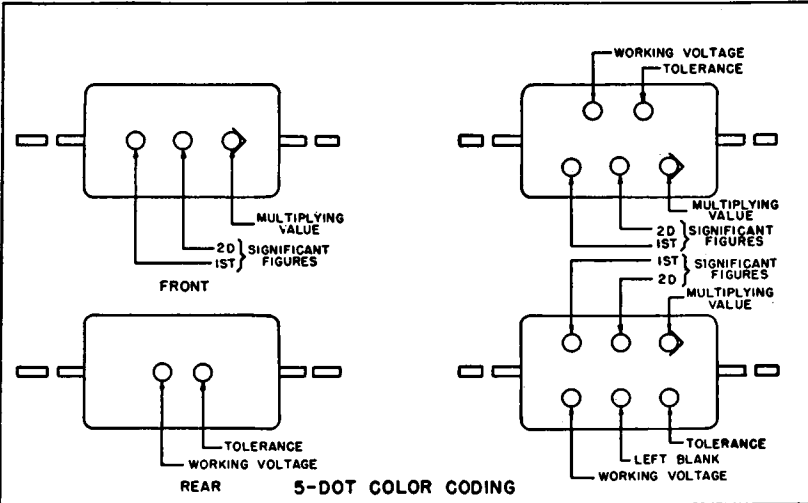 MULTIPLYING
VALUE
2D } SIGNIFICANT
1ST } FIGURES
FRONT
TOLERANCE
WORKING VOLTAGE
REAR
WORKING VOLTAGE
TOLERANCE
MULTIPLYING
VALUE
2D } SIGNIFICANT
1ST } FIGURES
1ST } SIGNIFICANT
2D } FIGURES
MULTIPLYING
VALUE
TOLERANCE
LEFT BLANK
WORKING VOLTAGE
5-DOT COLOR CODING